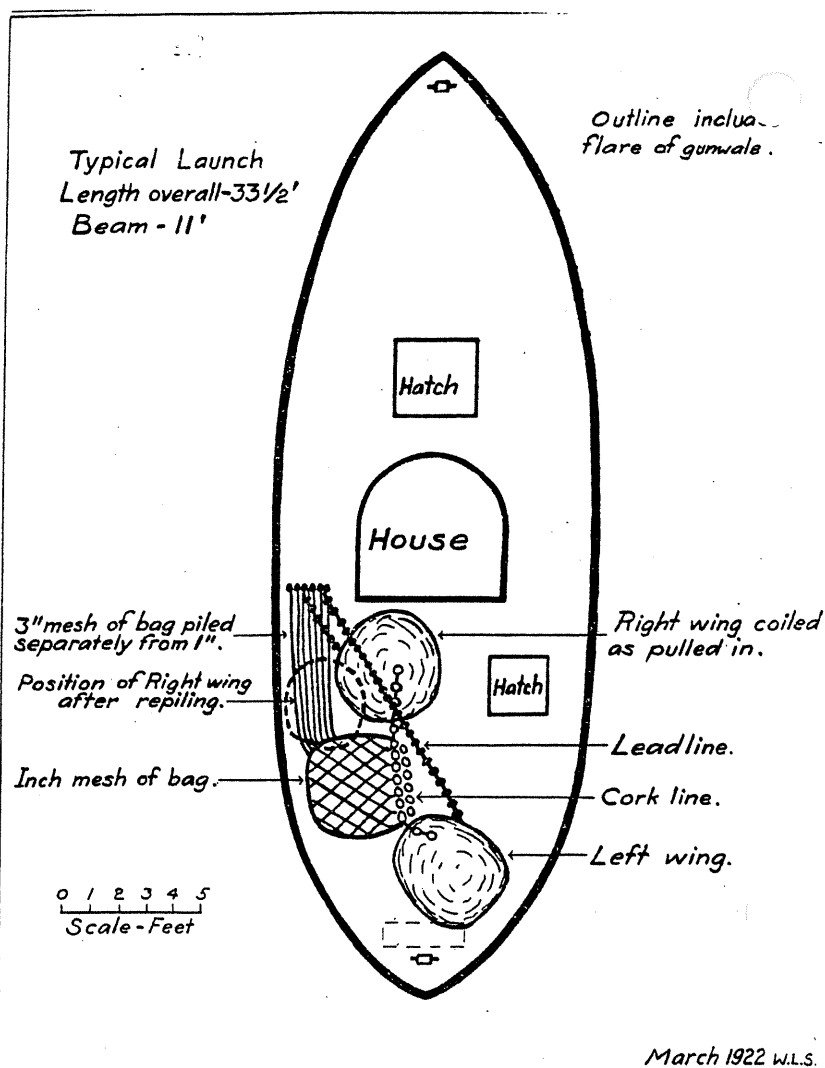 Typical Launch
Length overall-33½'
Beam - 11'
Outline
flare of gunwale.
Hatch
House
3" mesh of bag piled
separately from 1".
Right wing coiled
as pulled in.
Position of Right wing
after repiling.
Hatch
Leadline.
Inch mesh of bag.
Cork line.
Left wing.
0 1 2 3 4 5
Scale-Feet
March 1922 W.L.S.